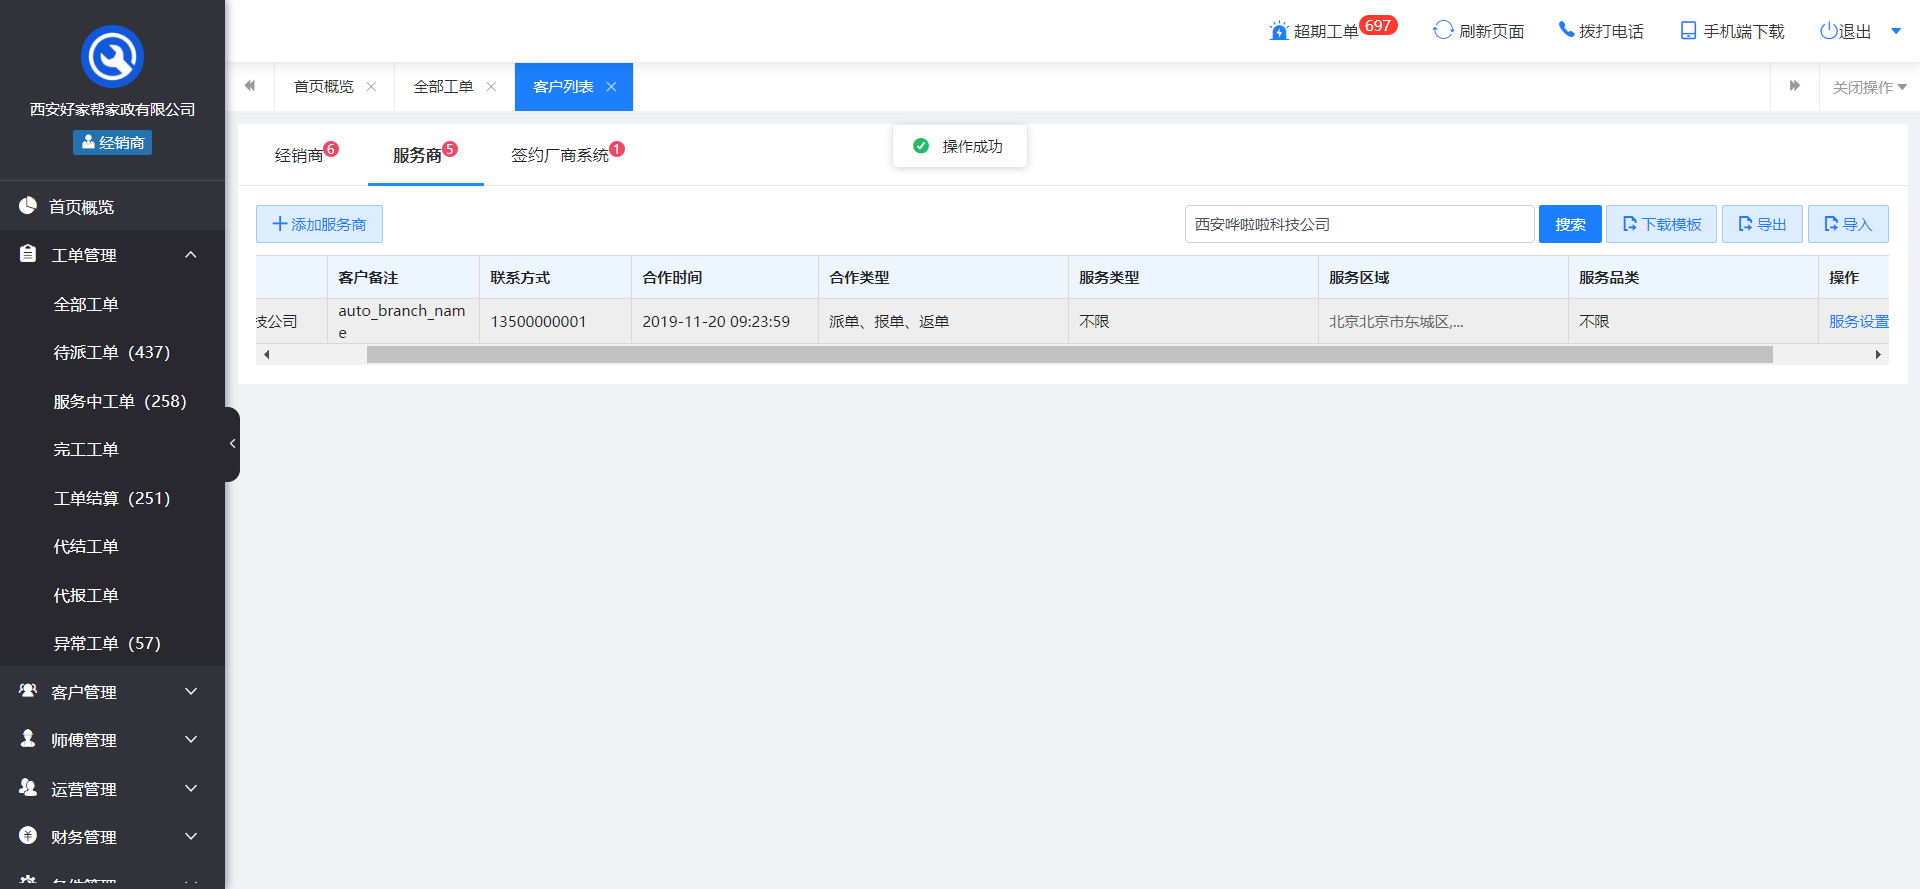 西安好家帮家政有限公司
经销商
首页概览
工单管理
全部工单
待派工单（437）
服务中工单（258）
完工工单
工单结算（251）
代结工单
代报工单
异常工单（57）
客户管理
师傅管理
运营管理
财务管理
超期工单 697 刷新页面 拨打电话 手机端下载 退出
首页概览 全部工单 客户列表 关闭操作
经销商 6 服务商 5 签约厂商系统 1
操作成功
添加服务商 西安哗啦啦科技公司 搜索 下载模板 导出 导入
客户备注 联系方式 合作时间 合作类型 服务类型 服务区域 服务品类 操作
技公司 auto_branch_nam
e 13500000001 2019-11-20 09:23:59 派单、报单、返单 不限 北京北京市东城区,... 不限 服务设置